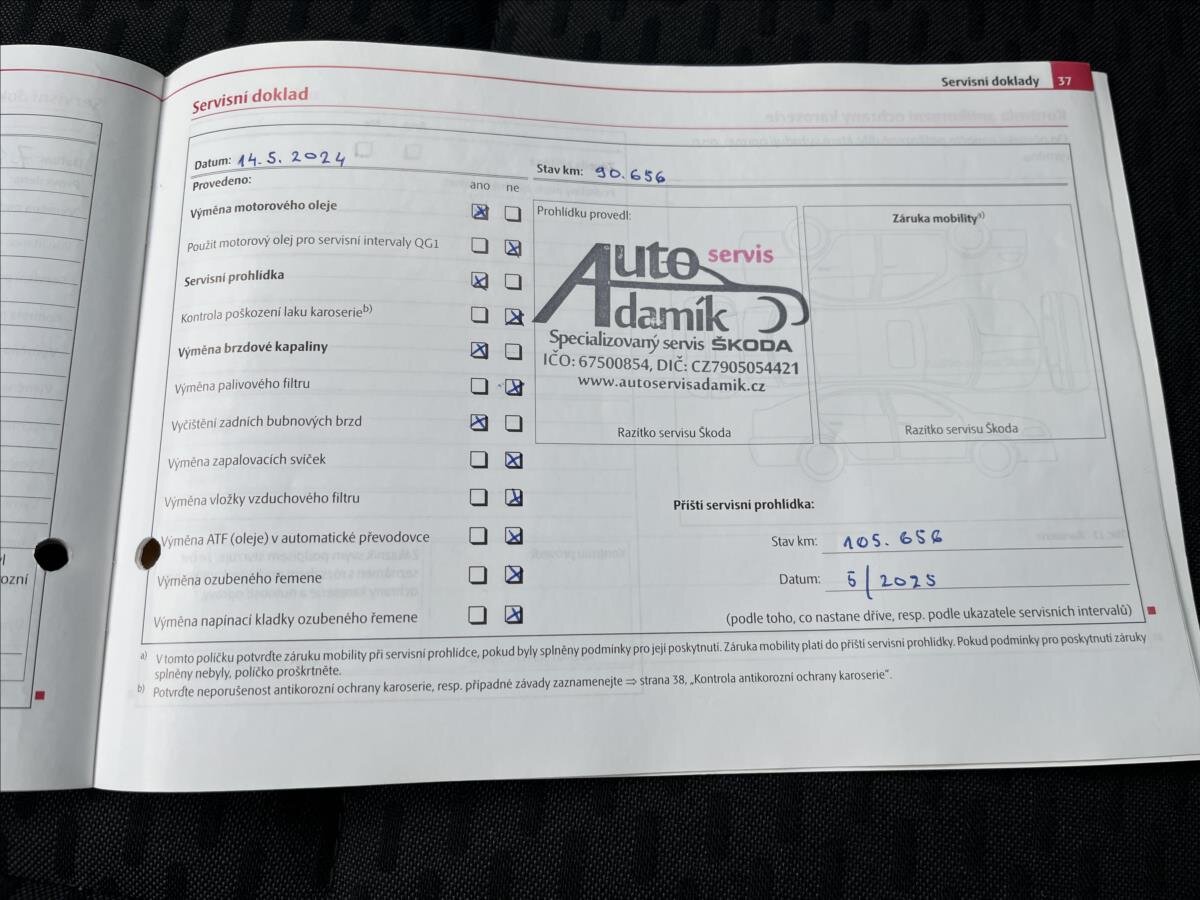 Servisní doklady 37
Servisní doklad
Datum: 14.5.2024
Stav km: 90.656
Provedeno:
ano ne
Výměna motorového oleje
Použit motorový olej pro servisní intervaly QG1
Servisní prohlídka
Kontrola poškození laku karoserie b)
Výměna brzdové kapaliny
Výměna palivového filtru
Vyčištění zadních bubnových brzd
Výměna zapalovacích svíček
Výměna vložky vzduchového filtru
Výměna ATF (oleje) v automatické převodovce
Výměna ozubeného řemene
Výměna napínací kladky ozubeného řemene
Prohlídku provedl:
Auto servis
Adamík
Specializovaný servis ŠKODA
IČO: 67500854, DIČ: CZ7905054421
www.autoservisadamik.cz
Razítko servisu Škoda
Záruka mobility a)
Razítko servisu Škoda
Příští servisní prohlídka:
Stav km: 105.656
Datum: 5/2025
(podle toho, co nastane dříve, resp. podle ukazatele servisních intervalů)
a) V tomto políčku potvrďte záruku mobility při servisní prohlídce, pokud byly splněny podmínky pro její poskytnutí. Záruka mobility platí do příští servisní prohlídky. Pokud podmínky pro poskytnutí záruky
splněny nebyly, políčko proškrtněte.
b) Potvrďte neporušenost antikorozní ochrany karoserie, resp. případné závady zaznamenejte ⇒ strana 38, „Kontrola antikorozní ochrany karoserie“.